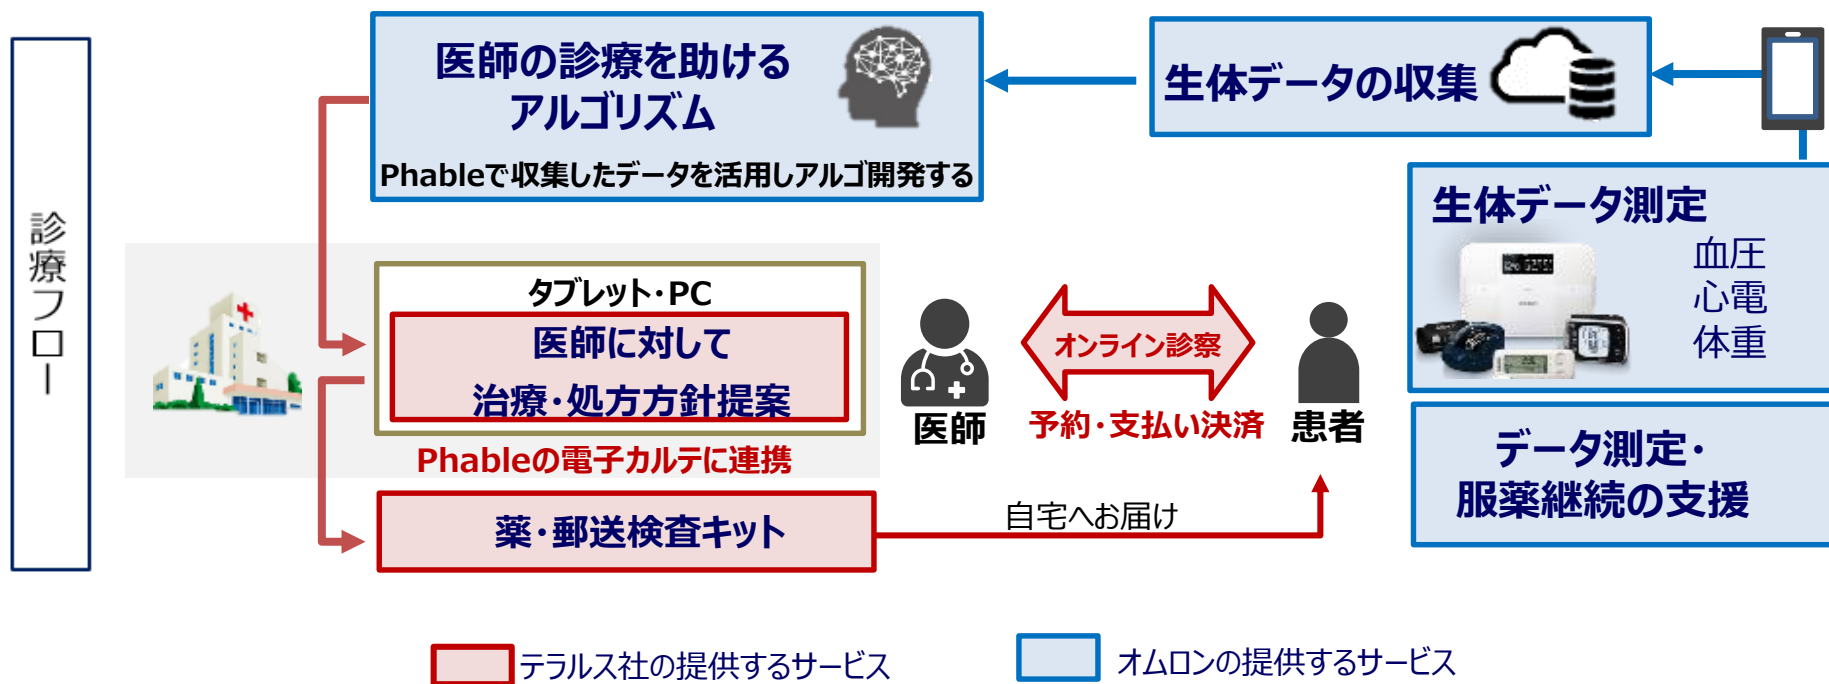 診療フロー
医師の診療を助ける
アルゴリズム
Phableで収集したデータを活用しアルゴ開発する
生体データの収集
生体データ測定
血圧
心電
体重
タブレット・PC
医師に対して
治療・処方方針提案
Phableの電子カルテに連携
医師
オンライン診察
予約・支払い決済
患者
データ測定・
服薬継続の支援
薬・郵送検査キット
自宅へお届け
テラルス社の提供するサービス
オムロンの提供するサービス